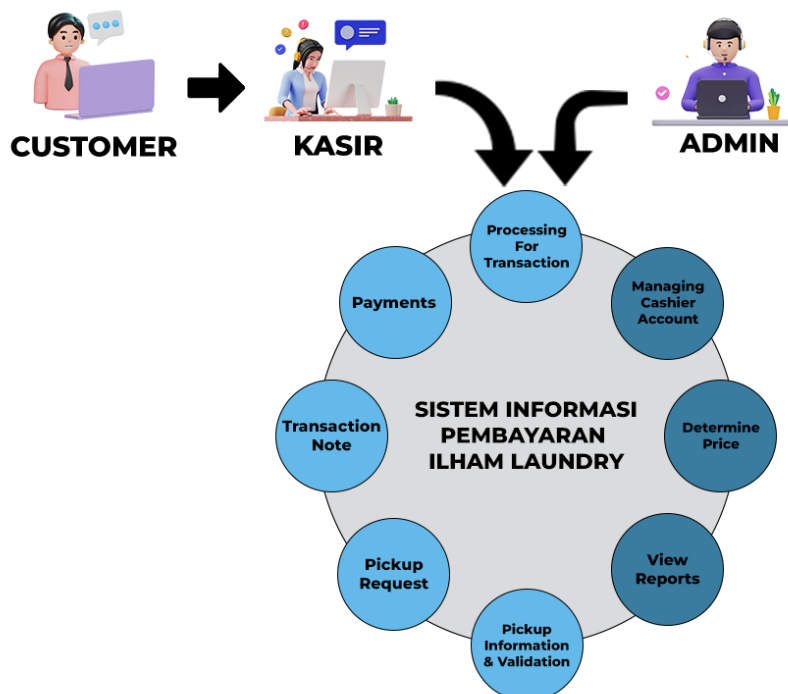 CUSTOMER
KASIR
ADMIN
Processing
For
Transaction
Payments
Managing
Cashier
Account
Transaction
Note
SISTEM INFORMASI
PEMBAYARAN
ILHAM LAUNDRY
Determine
Price
Pickup
Request
View
Reports
Pickup
Information
& Validation